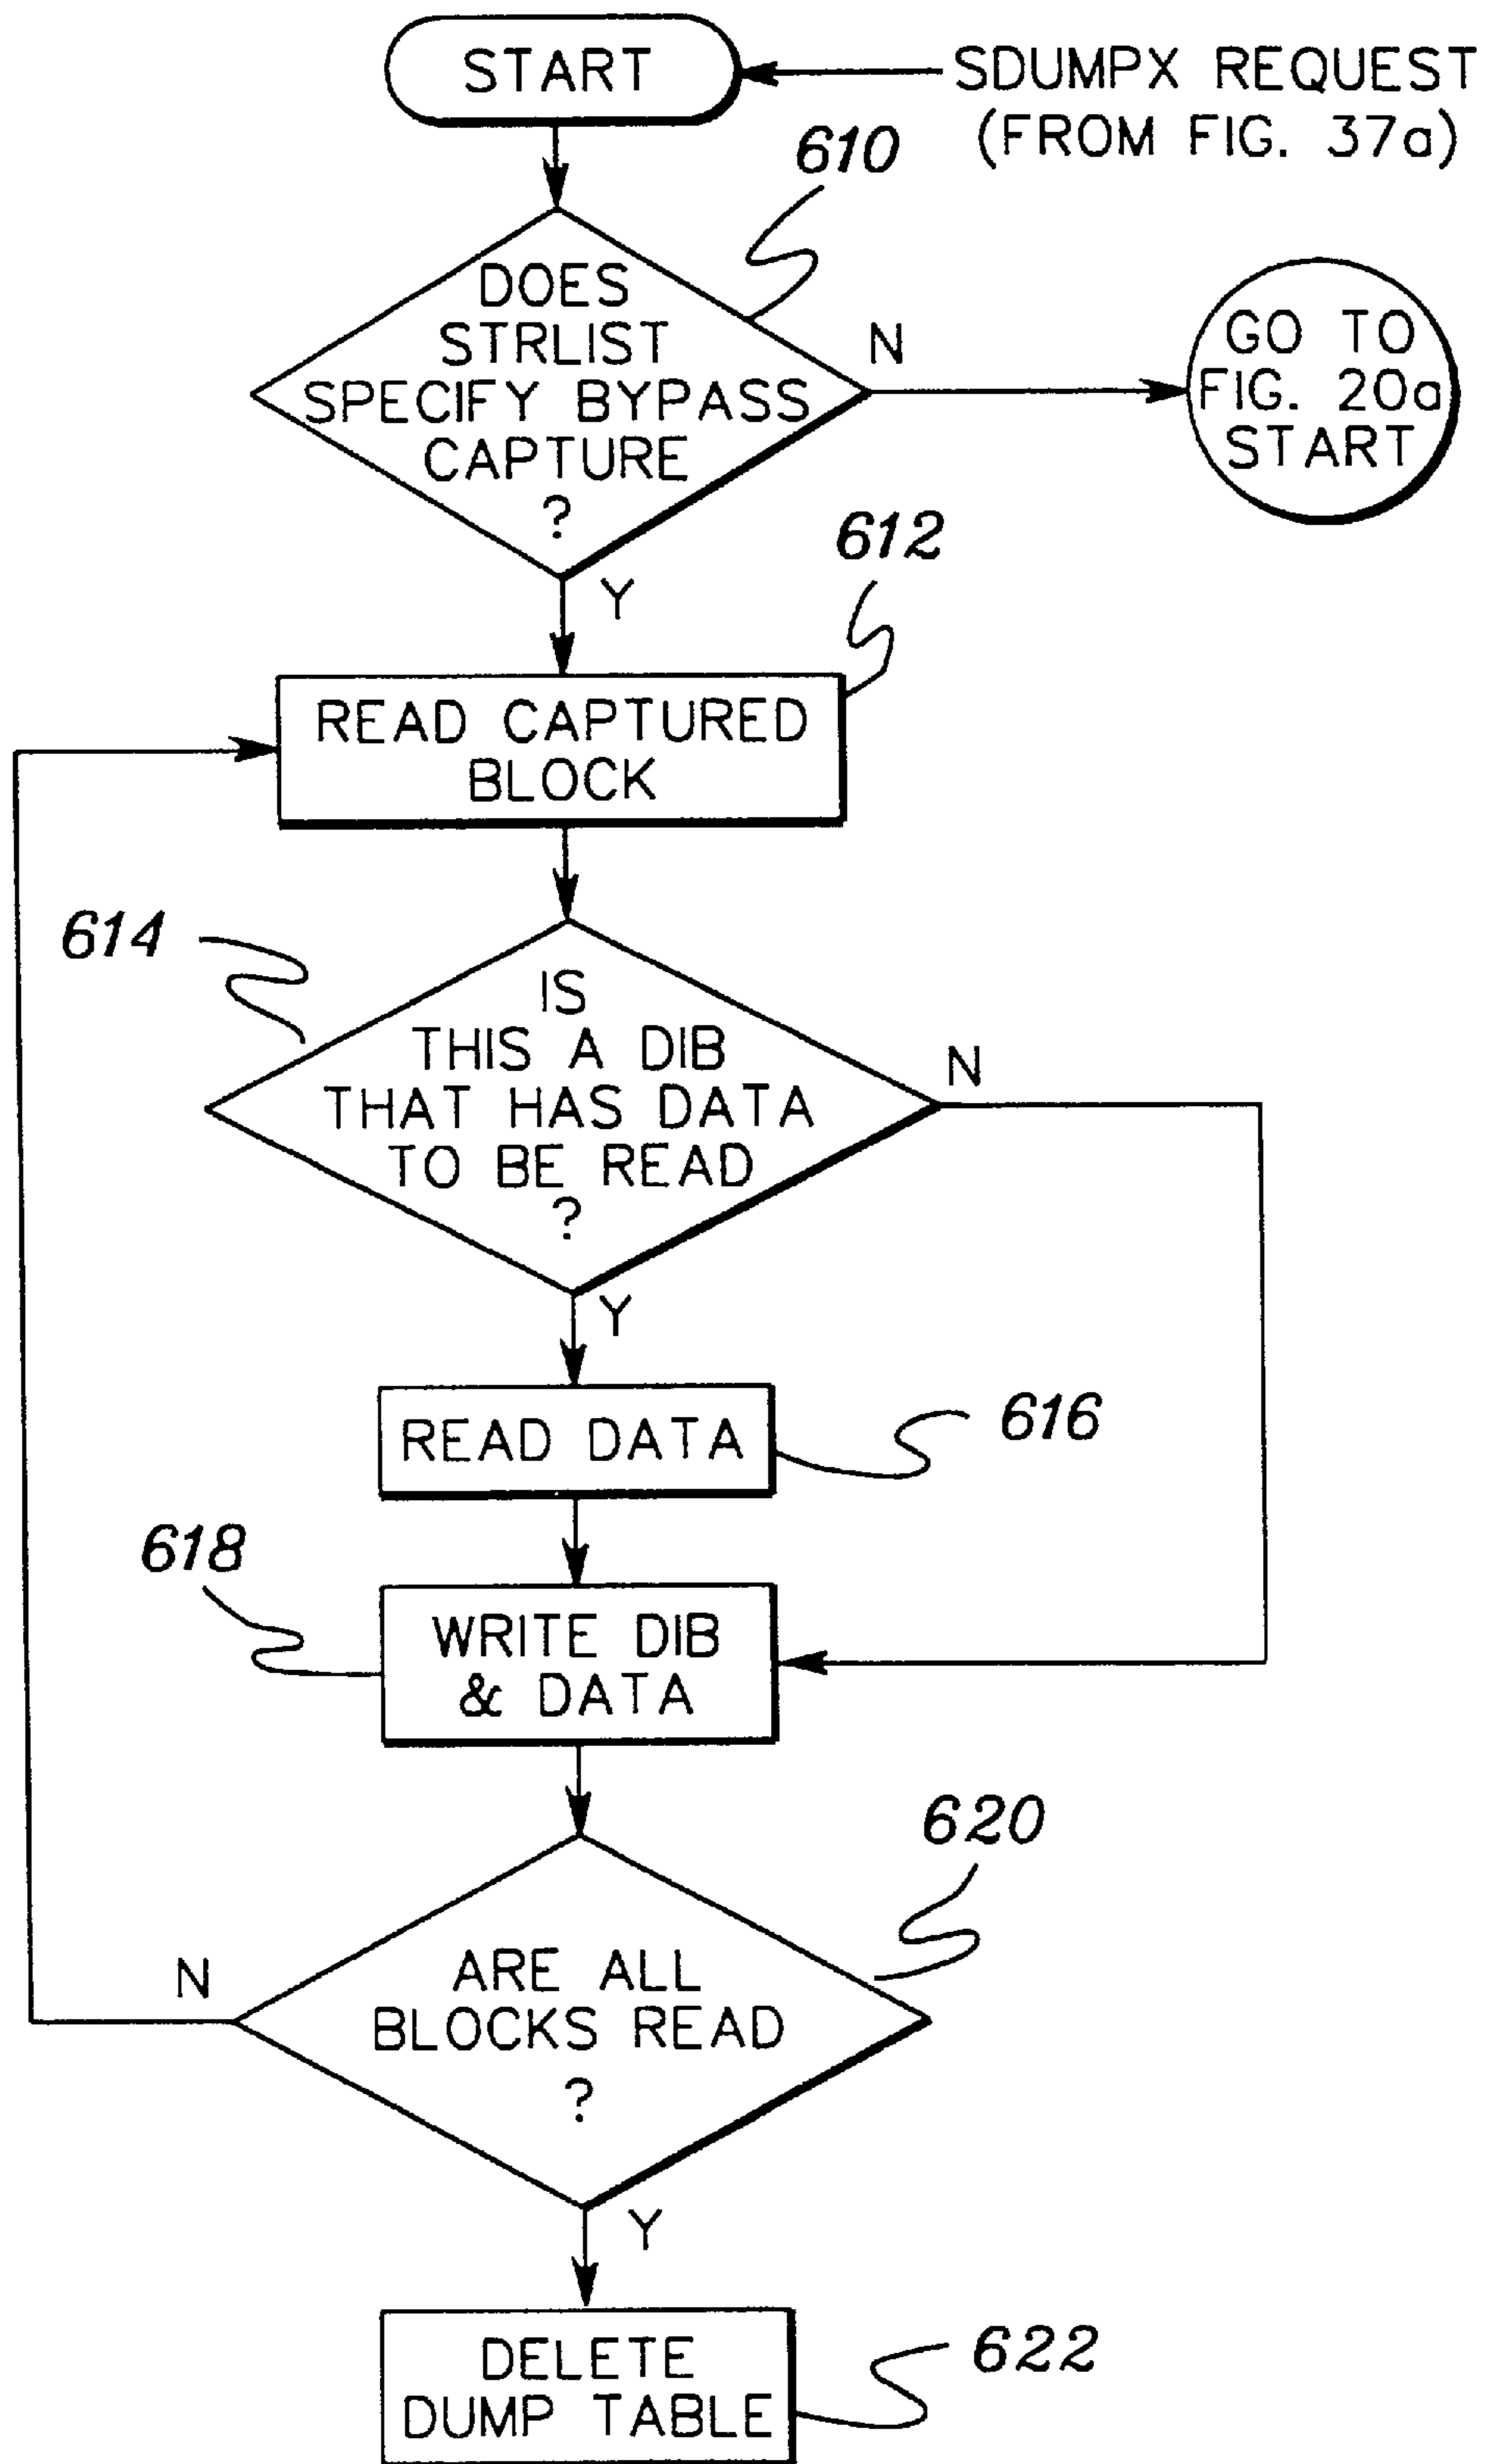 START
SDUMPX REQUEST
(FROM FIG. 37a)
610
DOES
STRLIST
SPECIFY BYPASS
CAPTURE
?
N
GO TO
FIG. 20a
START
Y
612
READ CAPTURED
BLOCK
614
IS
THIS A DIB
THAT HAS DATA
TO BE READ
?
N
Y
READ DATA
616
618
WRITE DIB
& DATA
620
ARE ALL
BLOCKS READ
?
N
Y
DELETE
DUMP TABLE
622